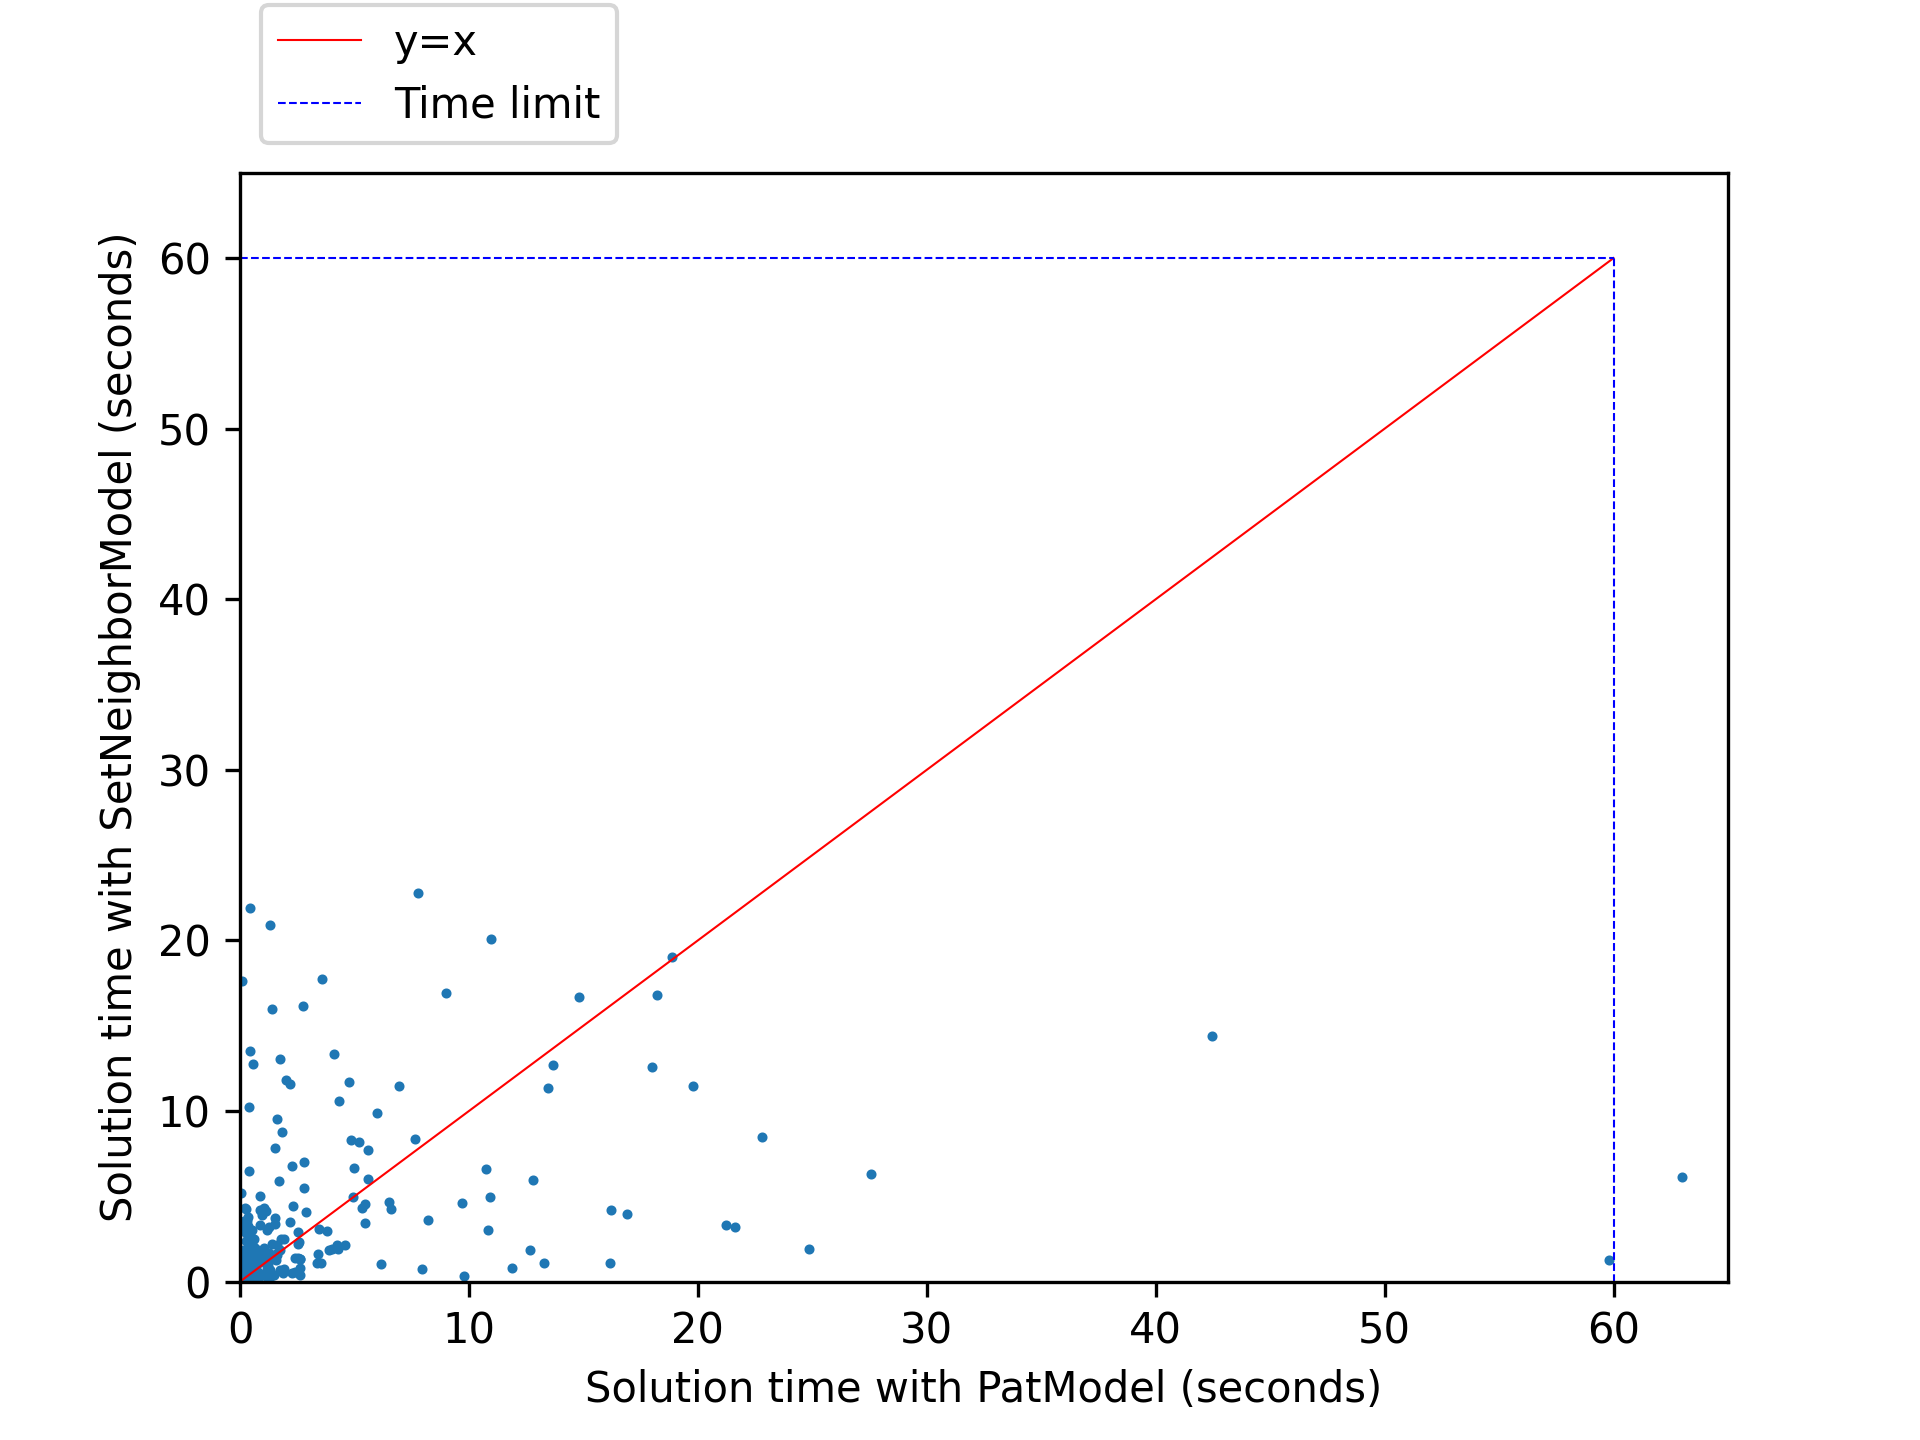 y=x
Time limit
60
50
40
30
20
10
0
Solution time with SetNeighborModel (seconds)
0 10 20 30 40 50 60
Solution time with PatModel (seconds)